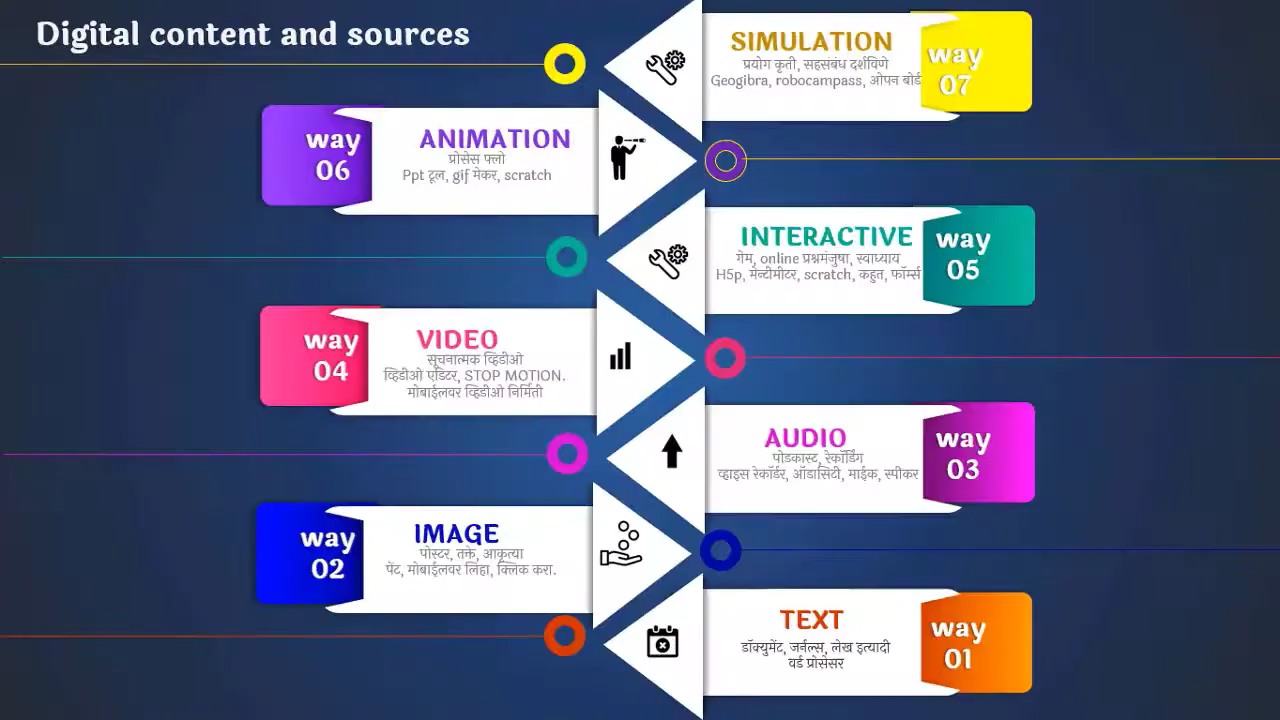 Digital content and sources
SIMULATION
प्रयोग कृती, सहसबंध दर्शविणे
Geogibra, robocampass, ओपन बोर्ड
way
07
way
06
ANIMATION
प्रोसेस फ्लो
Ppt टूल, gif मेकर, scratch
INTERACTIVE
गेम, online प्रश्नमंजुषा, स्वाध्याय
H5p, मेन्टीमीटर, scratch, कहुत, फॉर्म्स
way
05
way
04
VIDEO
सूचनात्मक व्हिडीओ
व्हिडीओ एडिटर, STOP MOTION.
मोबाईलवर व्हिडीओ निर्मिती
AUDIO
पोडकास्ट, रेकॉर्डिंग
व्हाइस रेकॉर्डर, ऑडासिटी, माईक, स्पीकर
way
03
way
02
IMAGE
पोस्टर, तक्ते, आकृत्या
पेंट, मोबाईलवर लिहा, क्लिक करा.
TEXT
डॉक्युमेंट, जर्नल्स, लेख इत्यादी
वर्ड प्रोसेसर
way
01